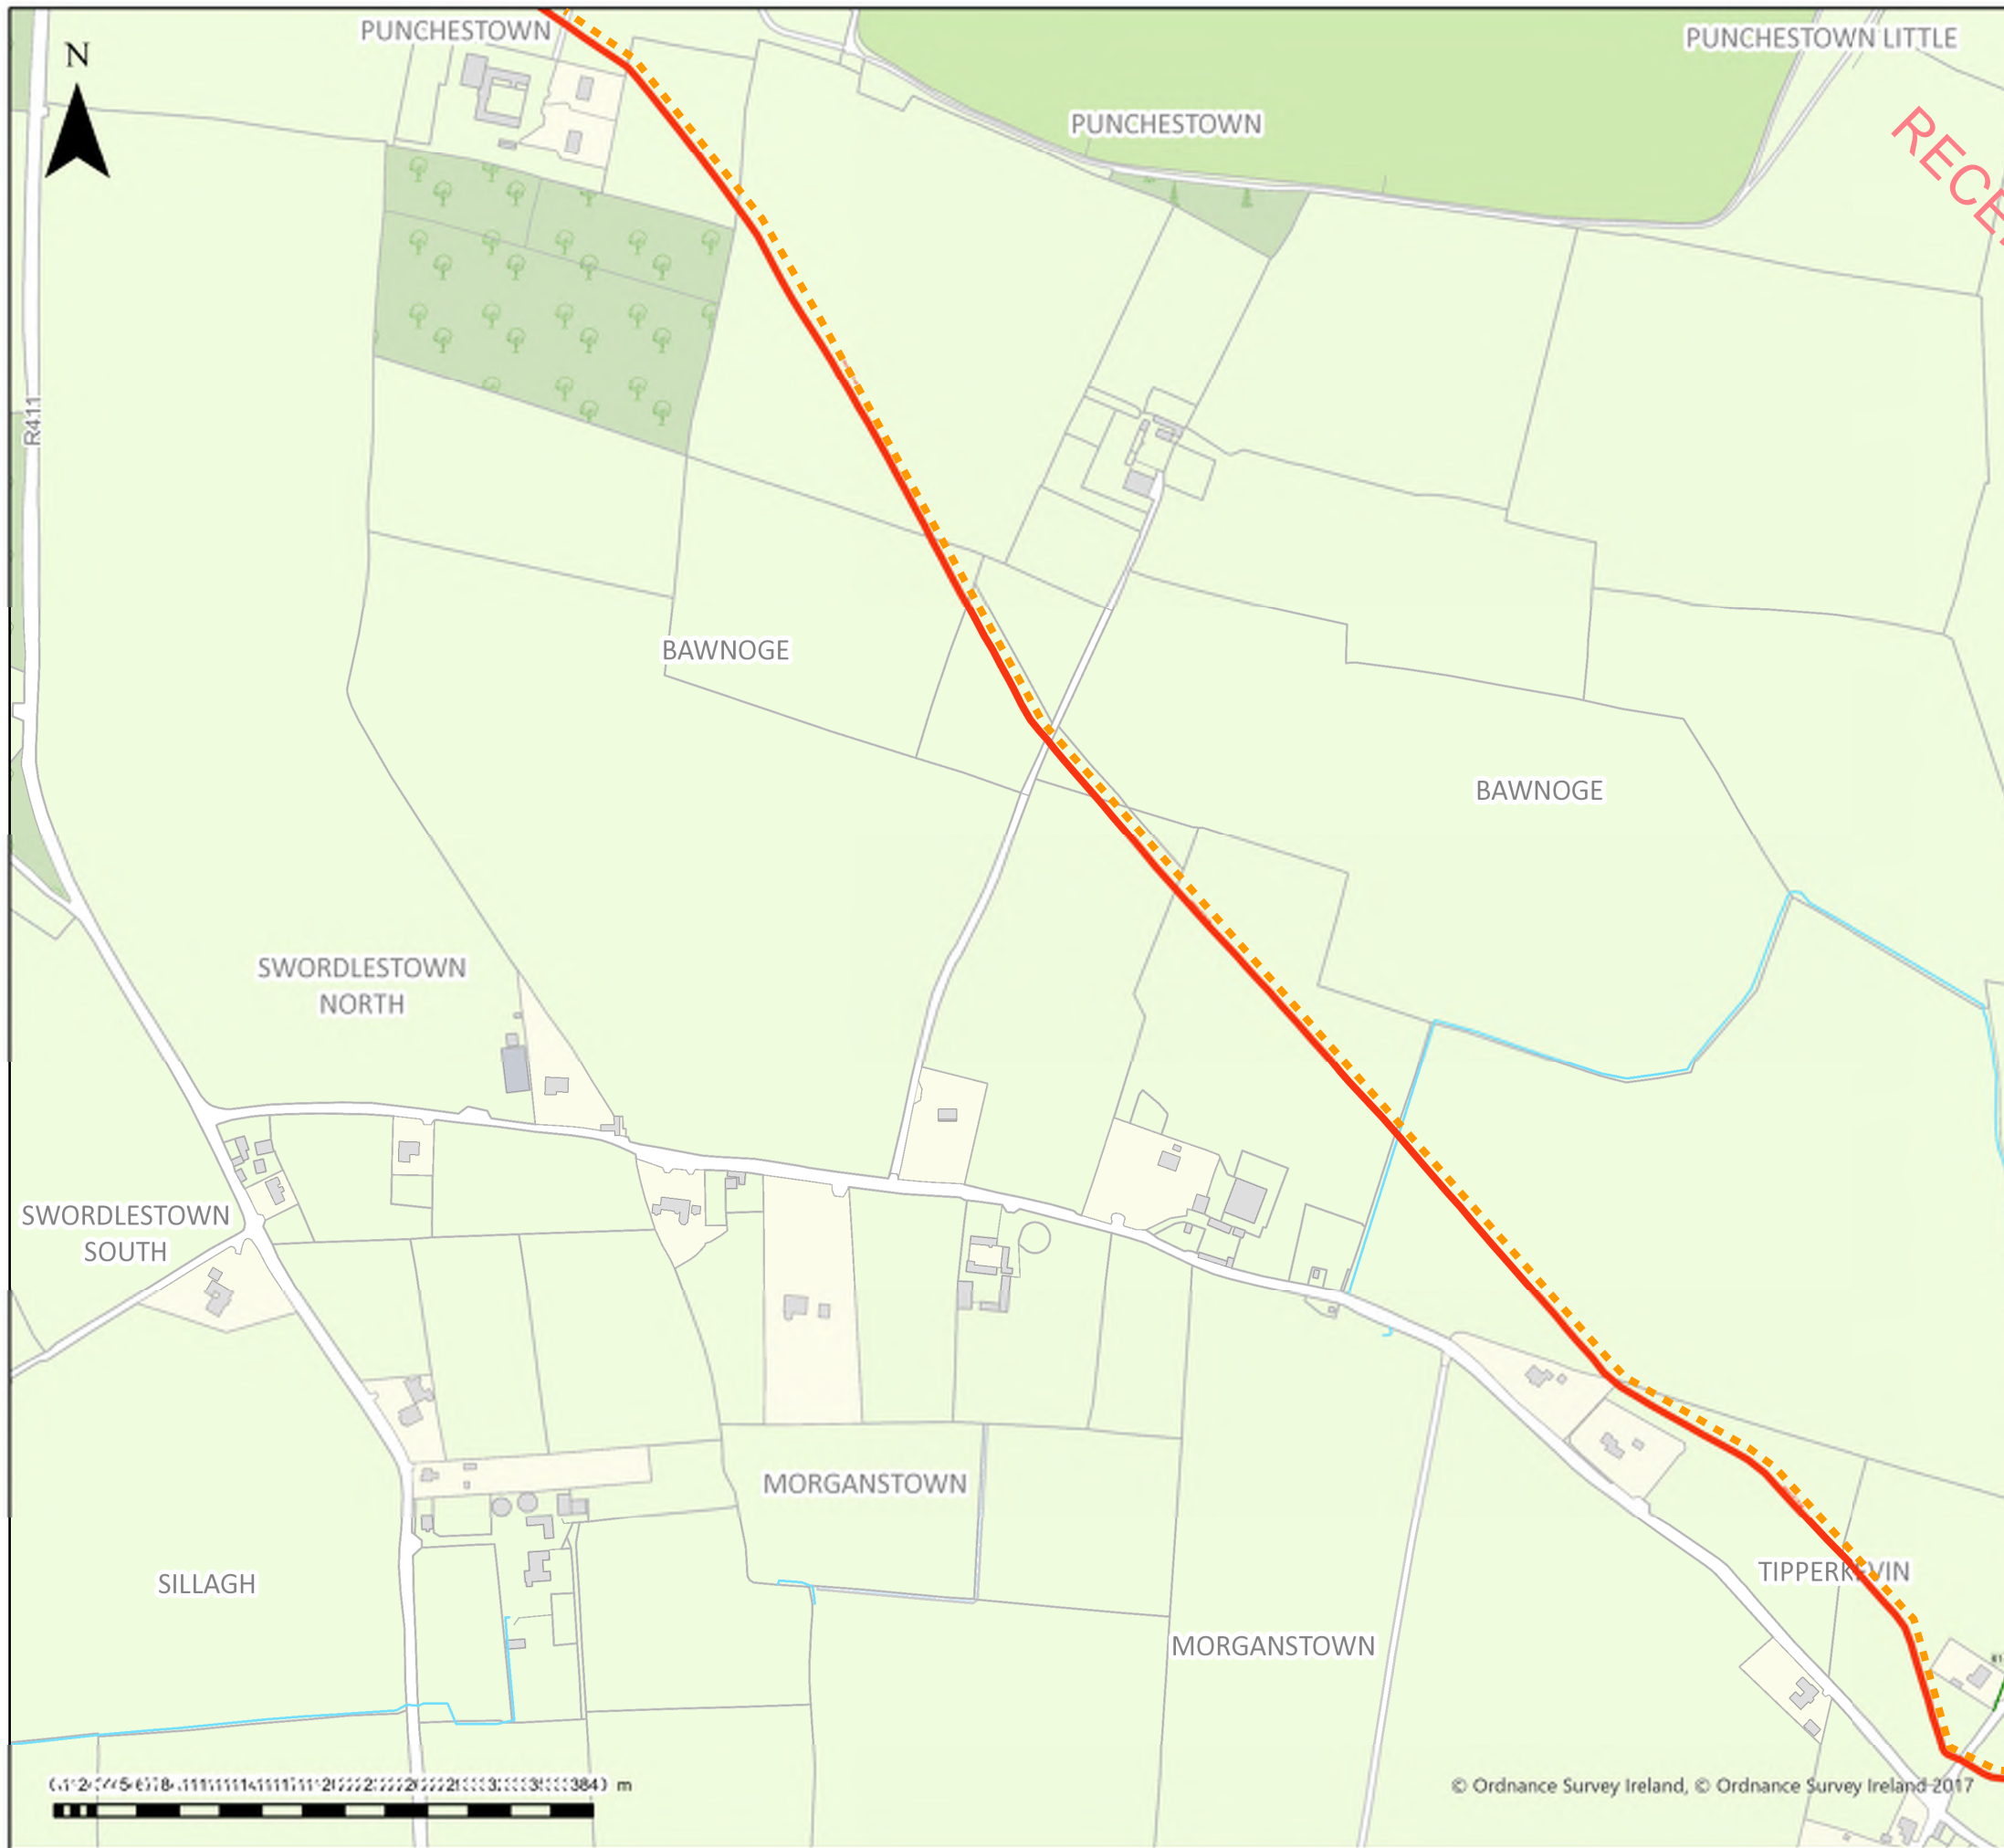 PUNCHESTOWN
PUNCHESTOWN LITTLE
N
PUNCHESTOWN
R411
BAWNOGE
BAWNOGE
SWORDLESTOWN
NORTH
SWORDLESTOWN
SOUTH
MORGANSTOWN
TIPPERKEVIN
SILLAGH
MORGANSTOWN
m
© Ordnance Survey Ireland, © Ordnance Survey Ireland 2017